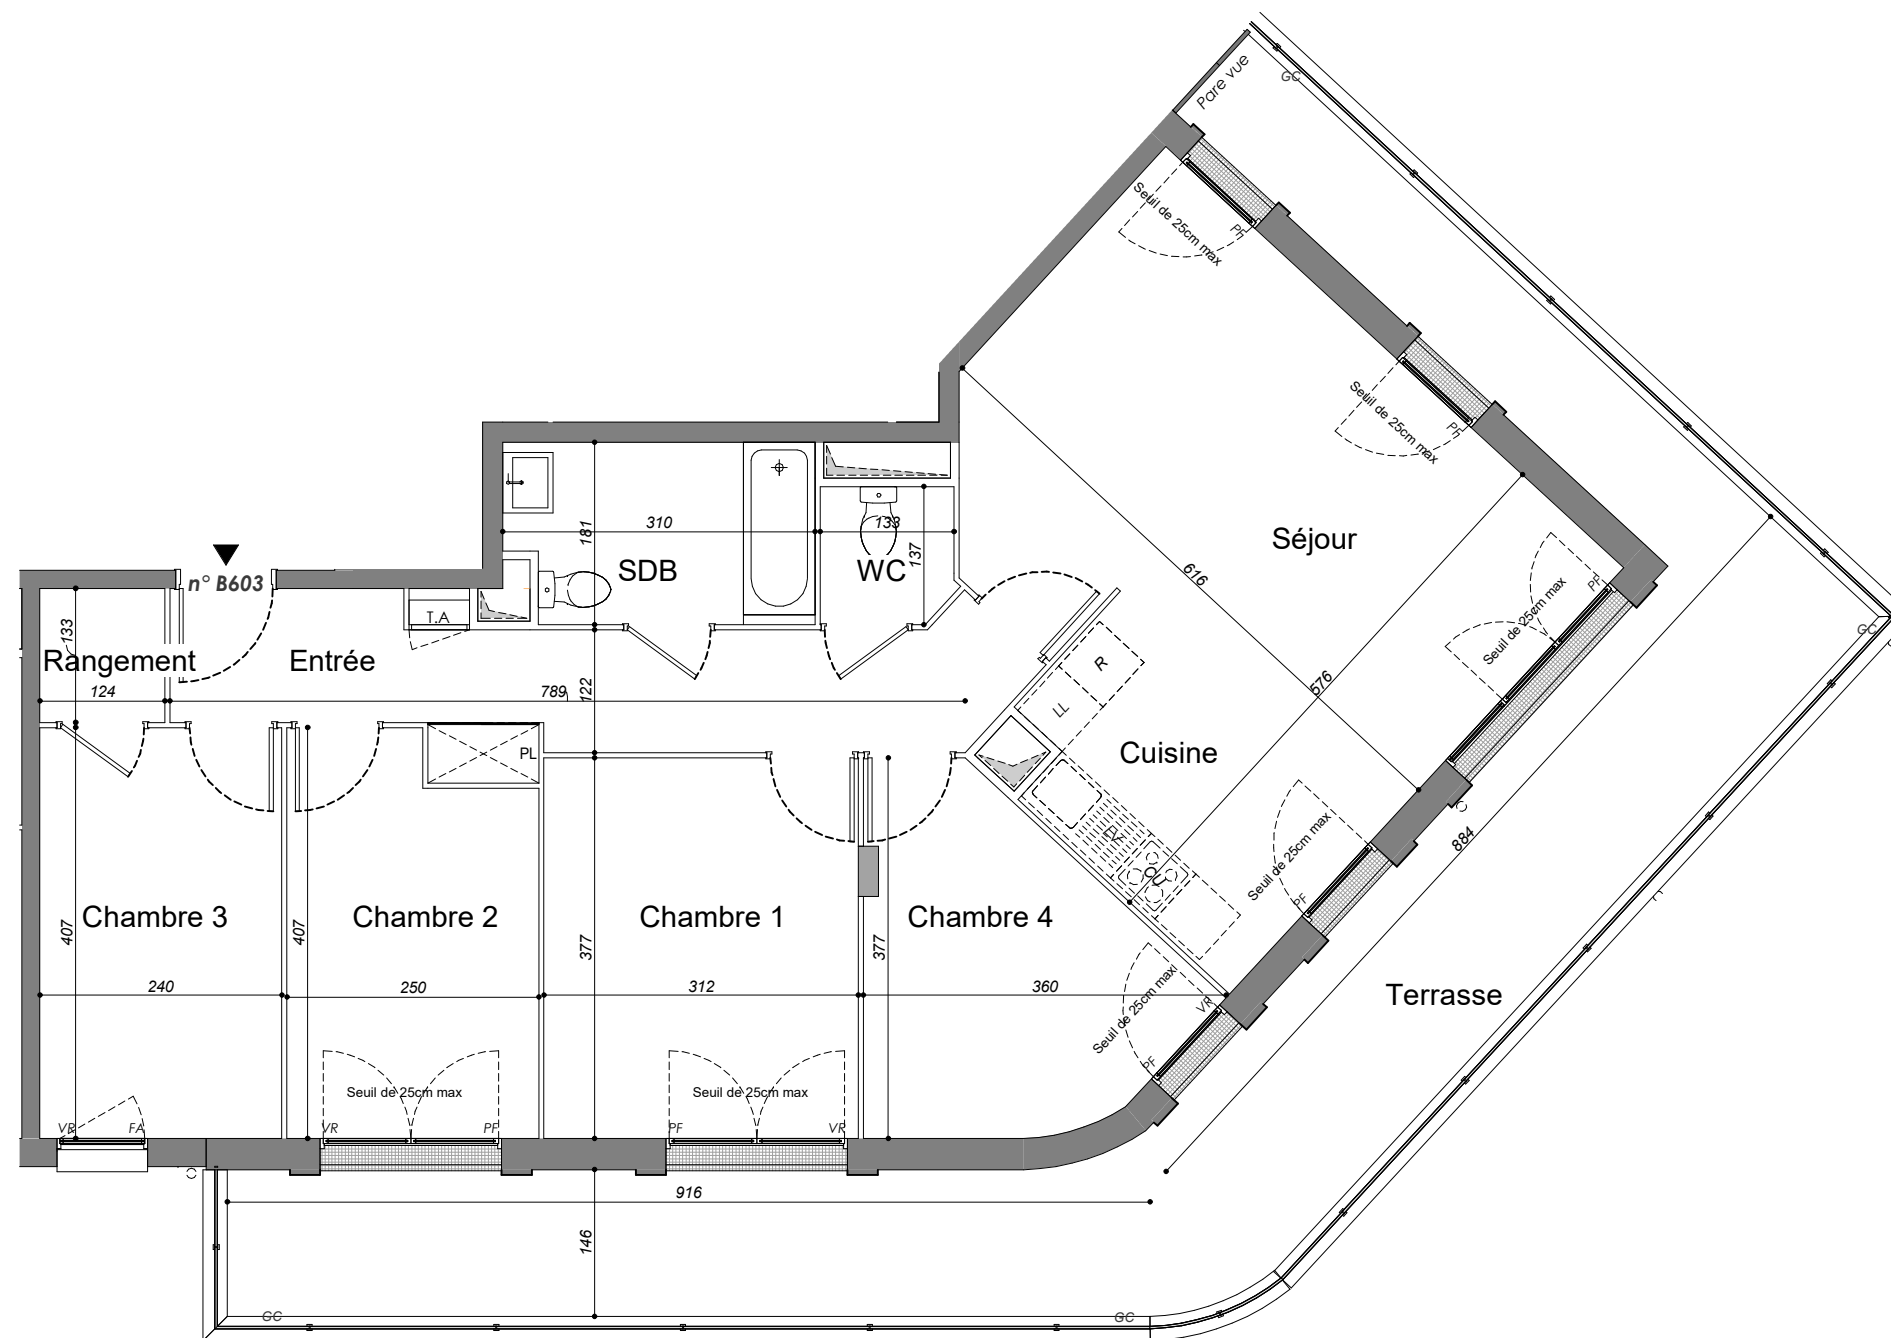 Pare vue
GC
Seuil de 25cm max
PF
Seuil de 25cm max
PF
181
310
133
137
SDB
WC
Séjour
616
n° B603
T.A
133
Rangement
Entrée
124
789
122
R
LL
Cuisine
576
Seuil de 25cm max
PF
GC
PL
EV
CU
884
Seuil de 25cm max
PF
Chambre 3
Chambre 2
Chambre 1
Chambre 4
407
407
377
377
240
250
312
360
Seuil de 25cm maxi
VR
PF
Terrasse
Seuil de 25cm max
Seuil de 25cm max
VR
FA
VR
PF
PF
VR
916
146
GC
GC